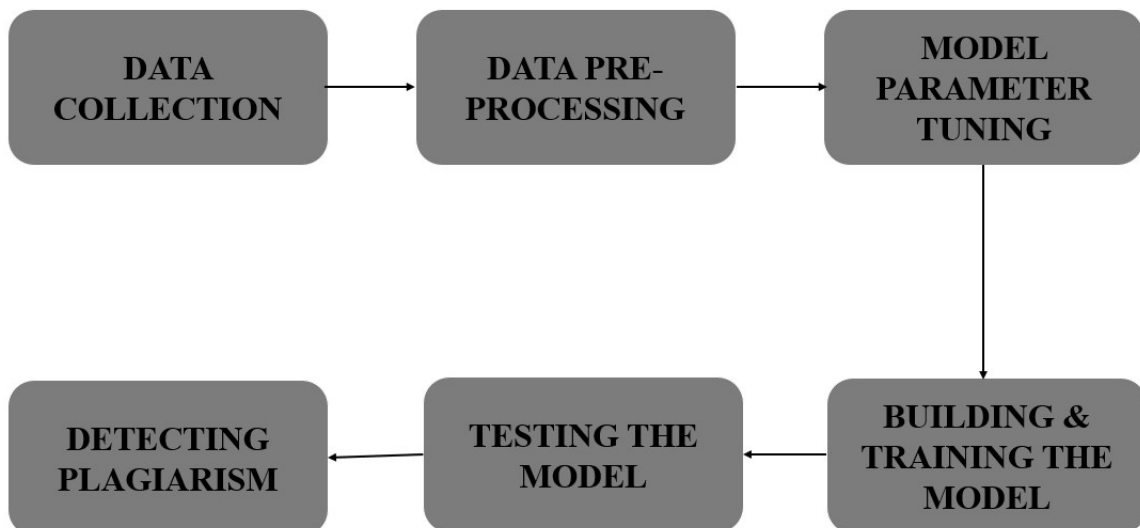 DATA
COLLECTION
DATA PRE-
PROCESSING
MODEL
PARAMETER
TUNING
BUILDING &
TRAINING THE
MODEL
TESTING THE
MODEL
DETECTING
PLAGIARISM